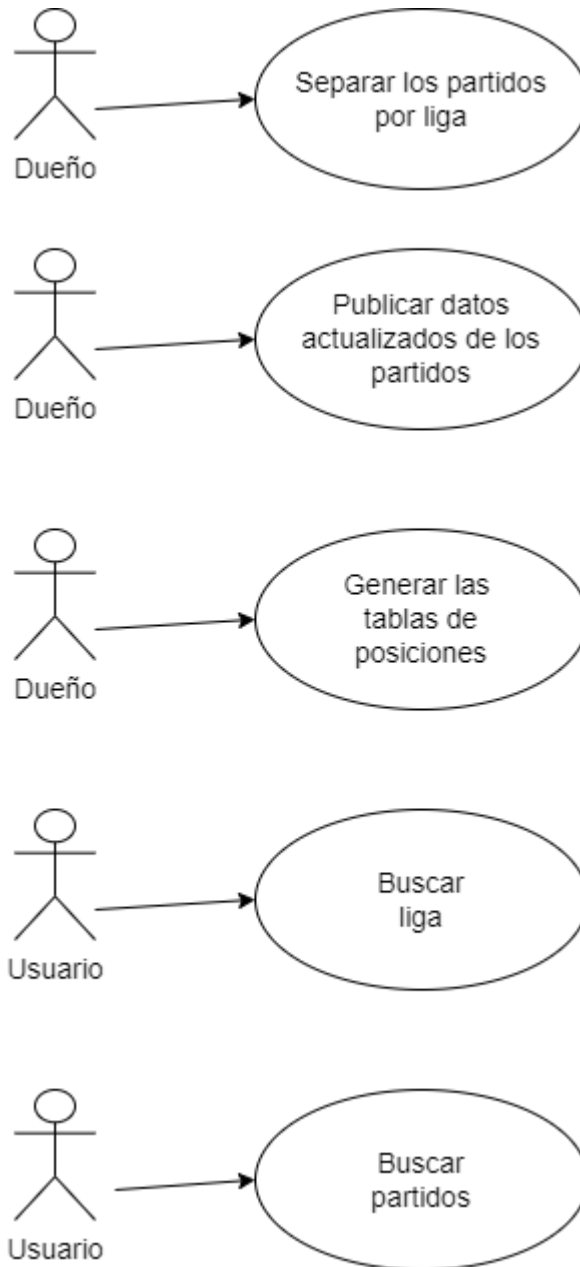 Separar los partidos
por liga
Dueño
Publicar datos
actualizados de los
partidos
Dueño
Generar las
tablas de
posiciones
Dueño
Buscar
liga
Usuario
Buscar
partidos
Usuario